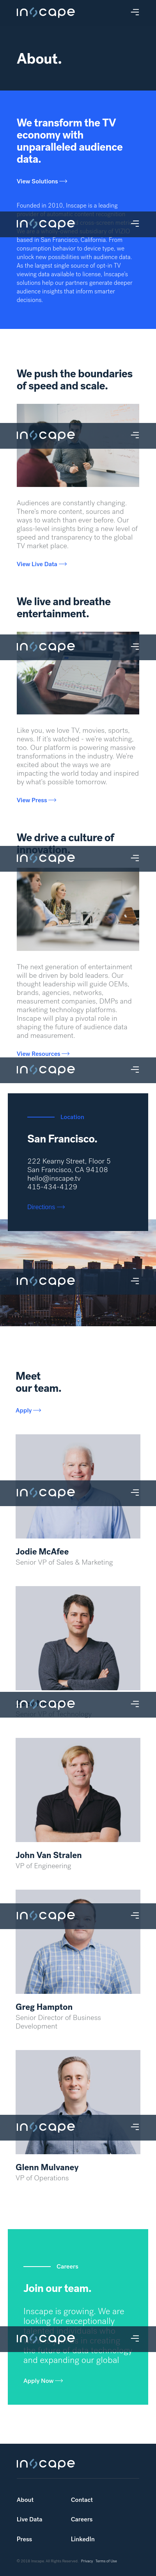 inscape
About.
We transform the TV
economy with
unparalleled audience
data.
View Solutions
Founded in 2010, Inscape is a leading
inscape
based in San Francisco, California. From
consumption behavior to device type, we
unlock new possibilities with audience data.
As the largest single source of opt-in TV
viewing data available to license, Inscape's
solutions help our partners generate deeper
audience insights that inform smarter
decisions.
We push the boundaries
of speed and scale.
inscape
Audiences are constantly changing.
There's more content, sources and
ways to watch than ever before. Our
glass-level insights bring a new level of
speed and transparency to the global
TV market place.
View Live Data
We live and breathe
entertainment.
inscape
Like you, we love TV, movies, sports,
news. If it's watched - we're watching,
too. Our platform is powering massive
transformations in the industry. We're
excited about the ways we are
impacting the world today and inspired
by what's possible tomorrow.
View Press
We drive a culture of
innovation.
inscape
The next generation of entertainment
will be driven by bold leaders. Our
thought leadership will guide OEMs,
brands, agencies, networks,
measurement companies, DMPs and
marketing technology platforms.
Inscape will play a pivotal role in
shaping the future of audience data
and measurement.
View Resources
inscape
Location
San Francisco.
222 Kearny Street, Floor 5
San Francisco, CA 94108
hello@inscape.tv
415-434-4129
Directions
inscape
Meet
our team.
Apply
inscape
Jodie McAfee
Senior VP of Sales & Marketing
inscape
John Van Stralen
VP of Engineering
inscape
Greg Hampton
Senior Director of Business
Development
inscape
Glenn Mulvaney
VP of Operations
Careers
Join our team.
Inscape is growing. We are
looking for exceptionally
inscape
the future of data technology
and expanding our global
Apply Now
inscape
About Contact
Live Data Careers
Press LinkedIn
Privacy Terms of Use